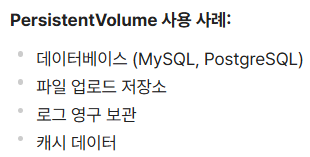 PersistentVolume 사용 사례:
• 데이터베이스 (MySQL, PostgreSQL)
• 파일 업로드 저장소
• 로그 영구 보관
• 캐시 데이터